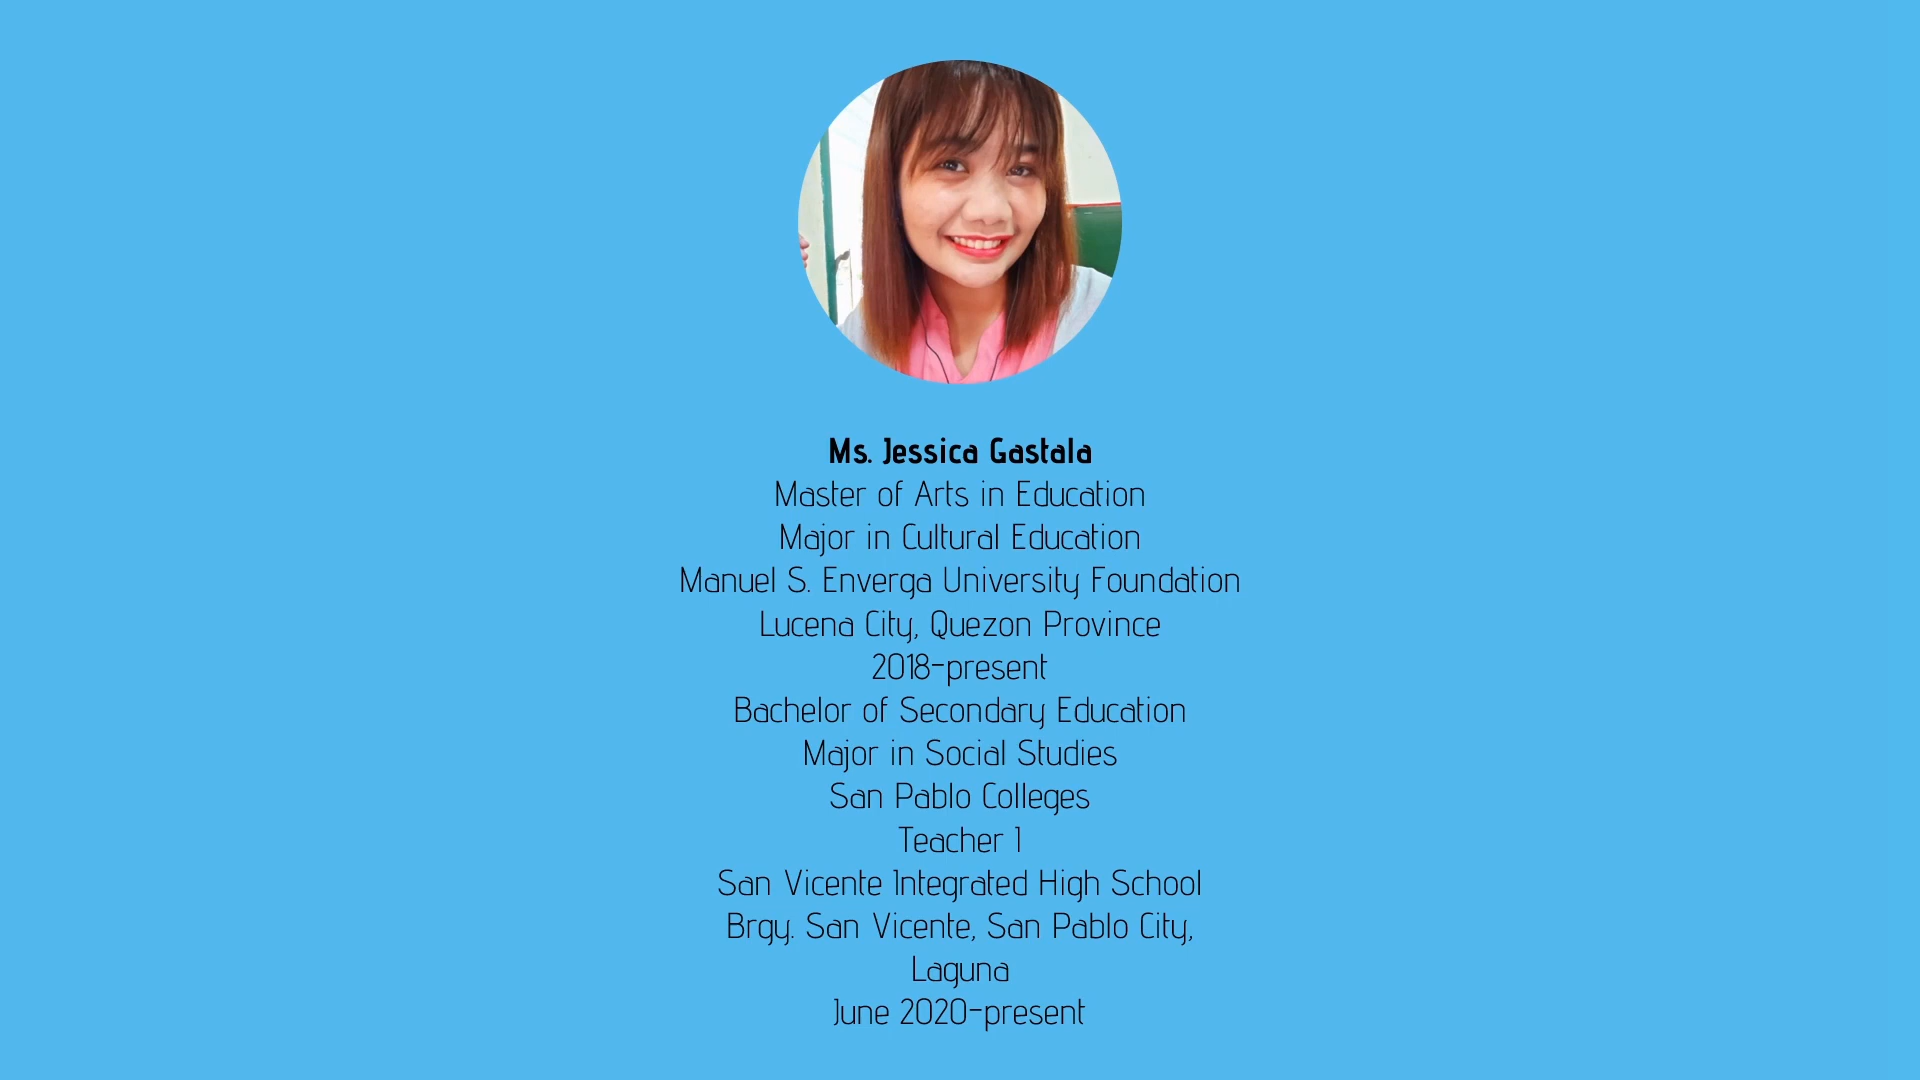 Ms. Jessica Gastala
Master of Arts in Education
Major in Cultural Education
Manuel S. Enverga University Foundation
Lucena City, Quezon Province
2018-present
Bachelor of Secondary Education
Major in Social Studies
San Pablo Colleges
Teacher I
San Vicente Integrated High School
Brgy. San Vicente, San Pablo City,
Laguna
June 2020-present